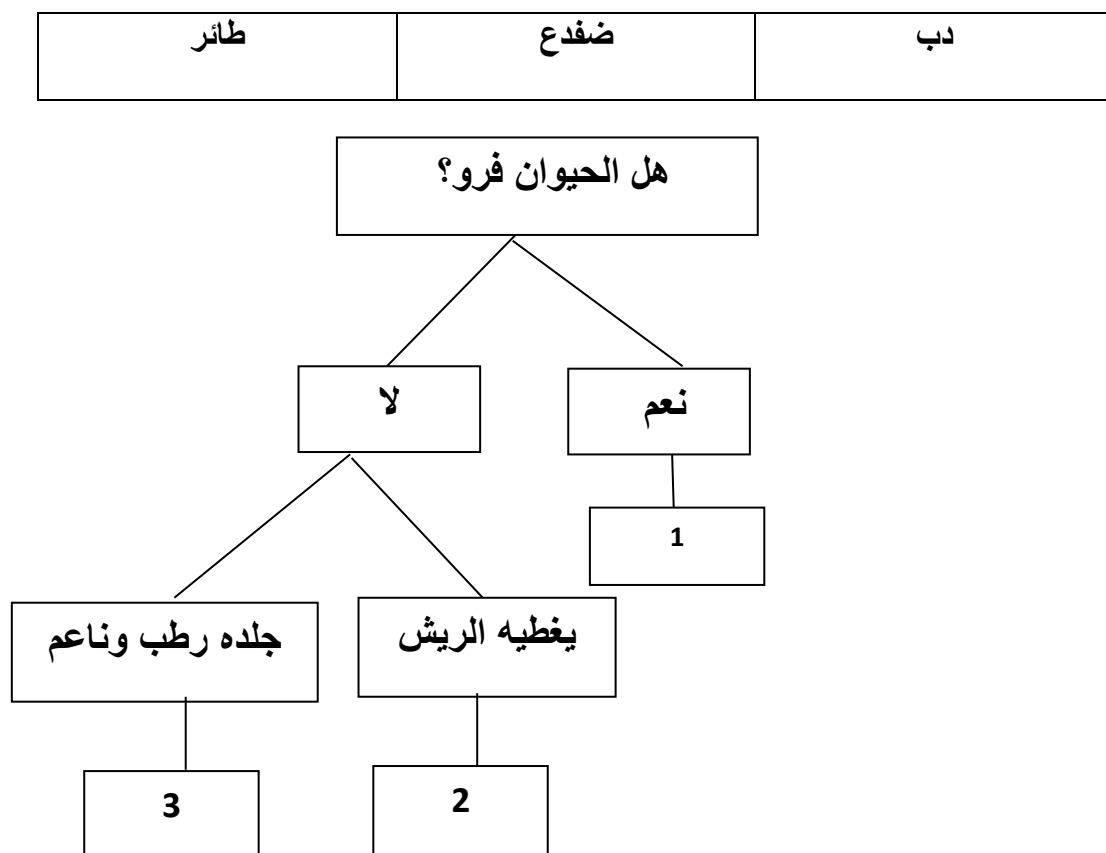 دب ضفدع طائر
هل الحيوان فرو؟
نعم لا
1
يغطيه الريش جلده رطب وناعم
2 3